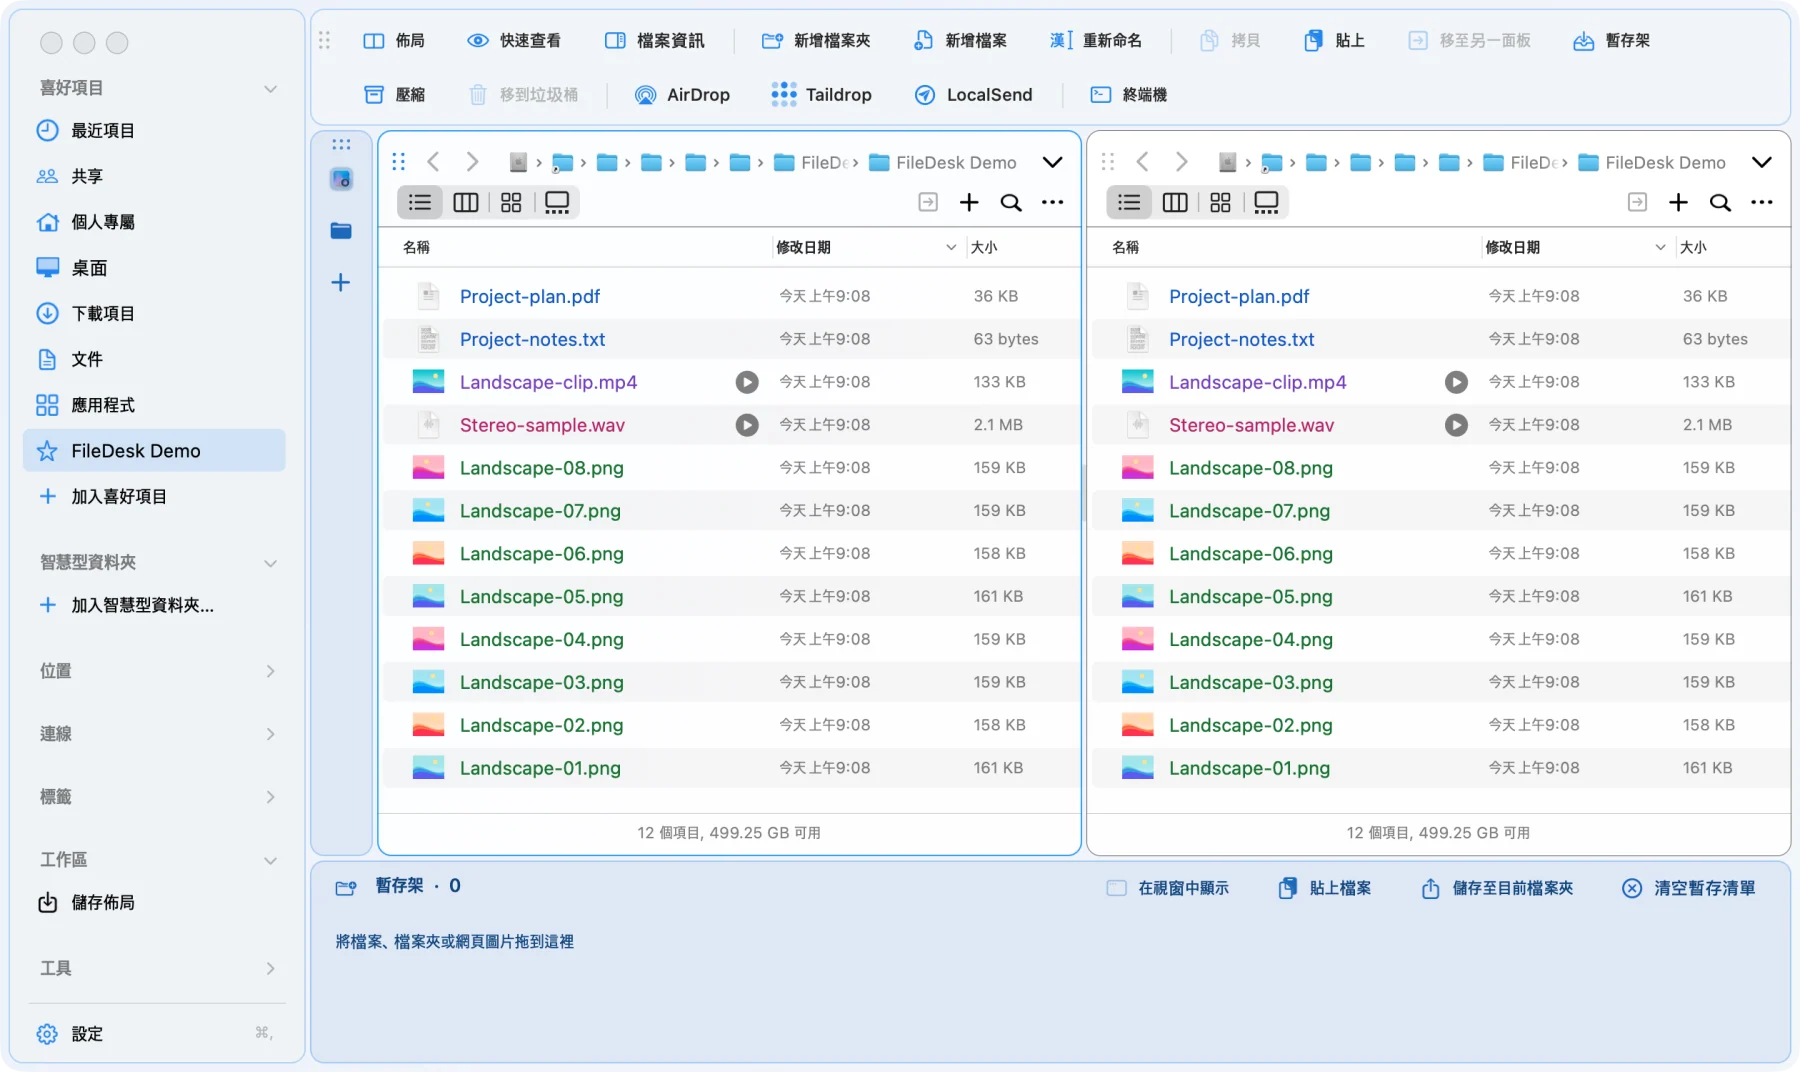 喜好項目
最近項目
共享
個人專屬
桌面
下載項目
文件
應用程式
FileDesk Demo
加入喜好項目
智慧型資料夾
加入智慧型資料夾...
位置
連線
標籤
工作區
儲存佈局
工具
設定 ⌘,
佈局 快速查看 檔案資訊 新增檔案夾 新增檔案 漢 重新命名 拷貝 貼上 移至另一面板 暫存架
壓縮 移到垃圾桶 AirDrop Taildrop LocalSend 終端機
FileDe FileDesk Demo
名稱 修改日期 大小
Project-plan.pdf 今天上午9:08 36 KB
Project-notes.txt 今天上午9:08 63 bytes
Landscape-clip.mp4 今天上午9:08 133 KB
Stereo-sample.wav 今天上午9:08 2.1 MB
Landscape-08.png 今天上午9:08 159 KB
Landscape-07.png 今天上午9:08 159 KB
Landscape-06.png 今天上午9:08 158 KB
Landscape-05.png 今天上午9:08 161 KB
Landscape-04.png 今天上午9:08 159 KB
Landscape-03.png 今天上午9:08 159 KB
Landscape-02.png 今天上午9:08 158 KB
Landscape-01.png 今天上午9:08 161 KB
12 個項目, 499.25 GB 可用
FileDe FileDesk Demo
名稱 修改日期 大小
Project-plan.pdf 今天上午9:08 36 KB
Project-notes.txt 今天上午9:08 63 bytes
Landscape-clip.mp4 今天上午9:08 133 KB
Stereo-sample.wav 今天上午9:08 2.1 MB
Landscape-08.png 今天上午9:08 159 KB
Landscape-07.png 今天上午9:08 159 KB
Landscape-06.png 今天上午9:08 158 KB
Landscape-05.png 今天上午9:08 161 KB
Landscape-04.png 今天上午9:08 159 KB
Landscape-03.png 今天上午9:08 159 KB
Landscape-02.png 今天上午9:08 158 KB
Landscape-01.png 今天上午9:08 161 KB
12 個項目, 499.25 GB 可用
暫存架 · 0 在視窗中顯示 貼上檔案 儲存至目前檔案夾 清空暫存清單
將檔案、檔案夾或網頁圖片拖到這裡